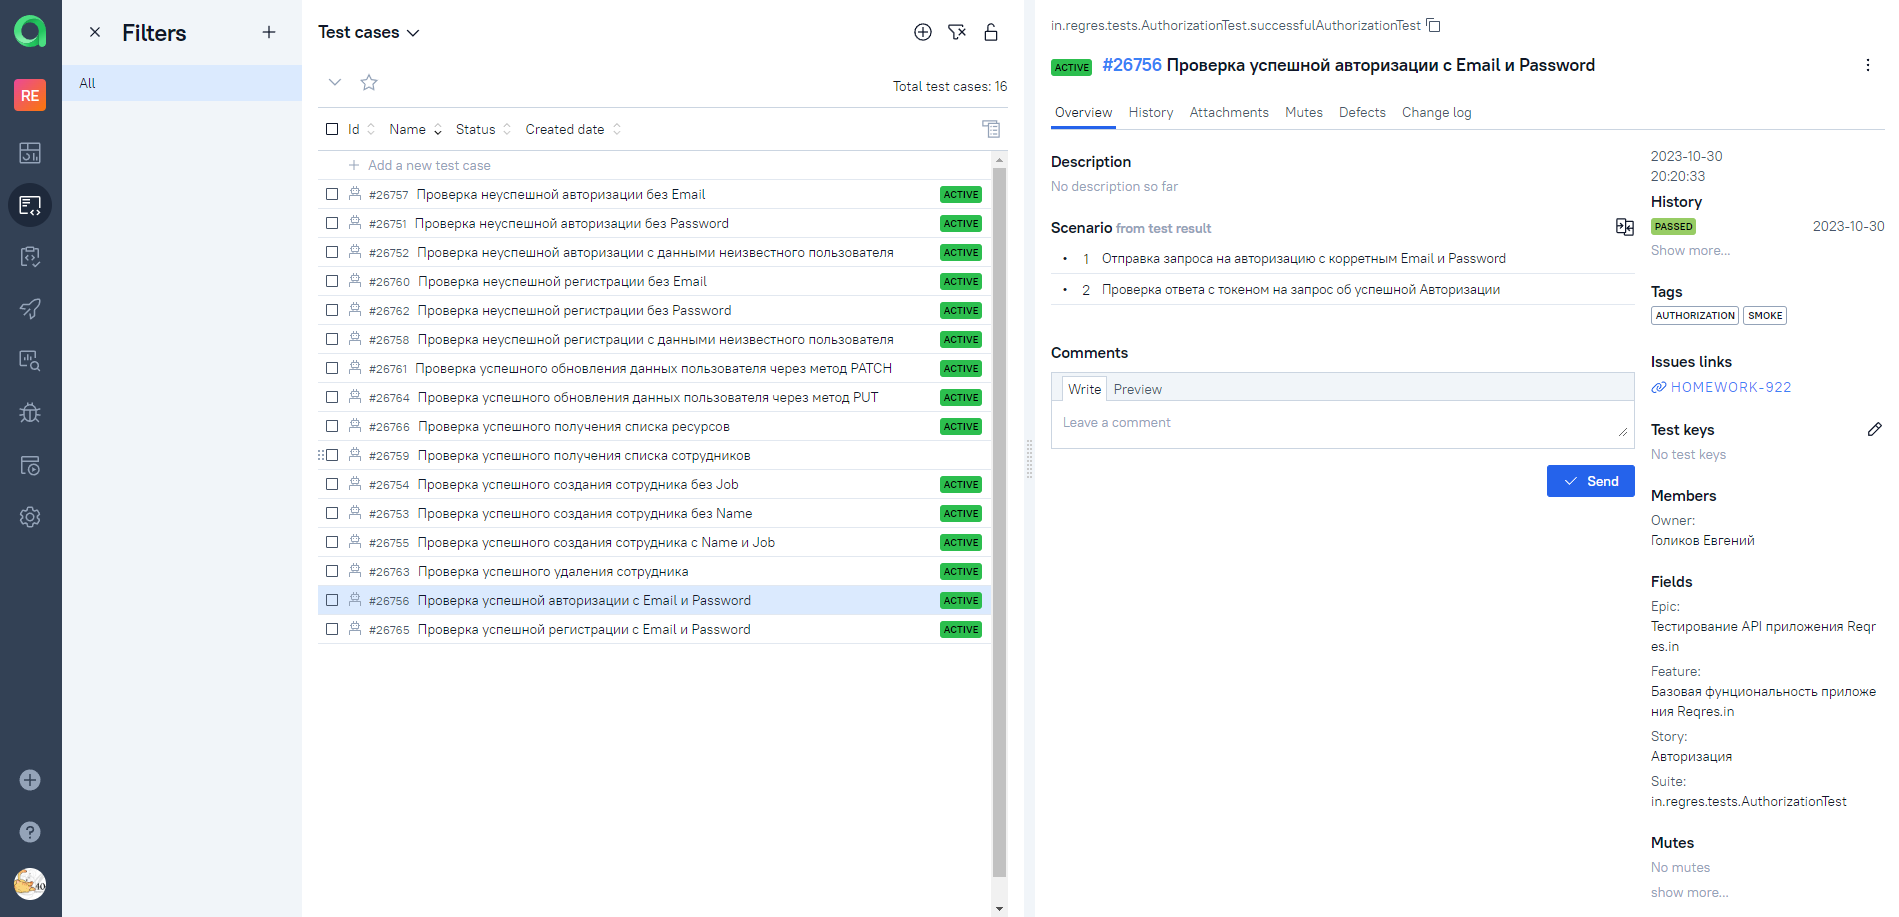 RE
Filters
All
Test cases
Total test cases: 16
Id Name Status Created date
Add a new test case
#26757 Проверка неуспешной авторизации без Email ACTIVE
#26751 Проверка неуспешной авторизации без Password ACTIVE
#26752 Проверка неуспешной авторизации с данными неизвестного пользователя ACTIVE
#26760 Проверка неуспешной регистрации без Email ACTIVE
#26762 Проверка неуспешной регистрации без Password ACTIVE
#26758 Проверка неуспешной регистрации с данными неизвестного пользователя ACTIVE
#26761 Проверка успешного обновления данных пользователя через метод PATCH ACTIVE
#26764 Проверка успешного обновления данных пользователя через метод PUT ACTIVE
#26766 Проверка успешного получения списка ресурсов ACTIVE
#26759 Проверка успешного получения списка сотрудников
#26754 Проверка успешного создания сотрудника без Job ACTIVE
#26753 Проверка успешного создания сотрудника без Name ACTIVE
#26755 Проверка успешного создания сотрудника с Name и Job ACTIVE
#26763 Проверка успешного удаления сотрудника ACTIVE
#26756 Проверка успешной авторизации с Email и Password ACTIVE
#26765 Проверка успешной регистрации с Email и Password ACTIVE
in.regres.tests.AuthorizationTest.successfulAuthorizationTest
ACTIVE #26756 Проверка успешной авторизации с Email и Password
Overview History Attachments Mutes Defects Change log
Description
No description so far
Scenario from test result
1 Отправка запроса на авторизацию с корретным Email и Password
2 Проверка ответа с токеном на запрос об успешной Авторизации
Comments
Write Preview
Leave a comment
Send
2023-10-30
20:20:33
History
PASSED 2023-10-30
Show more...
Tags
AUTHORIZATION SMOKE
Issues links
HOMEWORK-922
Test keys
No test keys
Members
Owner:
Голиков Евгений
Fields
Epic:
Тестирование API приложения Reqr
es.in
Feature:
Базовая фунциональность приложе
ния Reqres.in
Story:
Авторизация
Suite:
in.regres.tests.AuthorizationTest
Mutes
No mutes
show more...